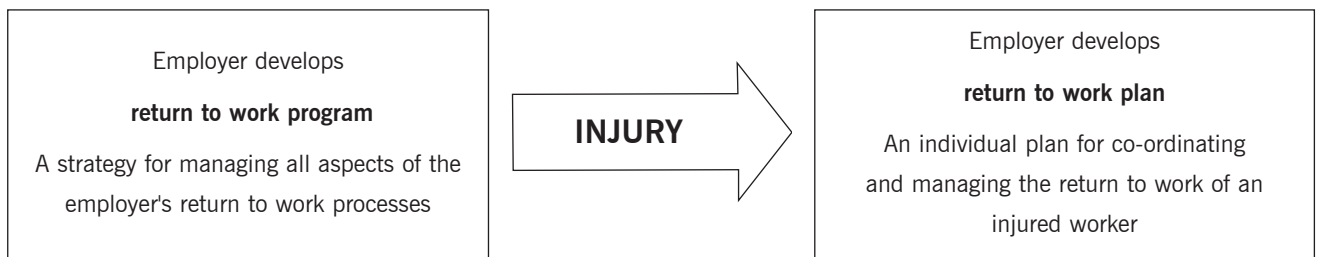 Employer develops
return to work program
A strategy for managing all aspects of the
employer's return to work processes
INJURY
Employer develops
return to work plan
An individual plan for co-ordinating
and managing the return to work of an
injured worker